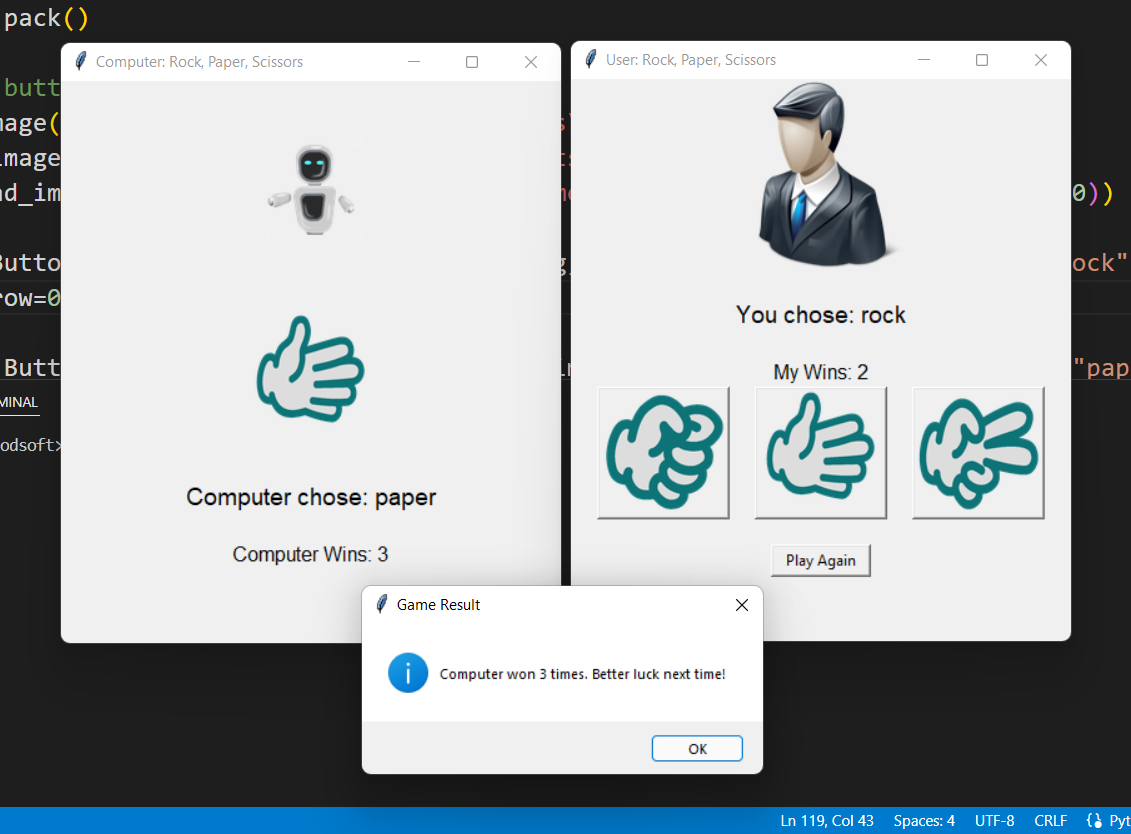 pack()
Computer: Rock, Paper, Scissors
User: Rock, Paper, Scissors
butt
mage(
image
nd_im
0))
Butto
ock"
row=0
Butt
"pap
MINAL
odsoft>
Computer chose: paper
Computer Wins: 3
You chose: rock
My Wins: 2
Play Again
Game Result
Computer won 3 times. Better luck next time!
OK
Ln 119, Col 43 Spaces: 4 UTF-8 CRLF Pyt